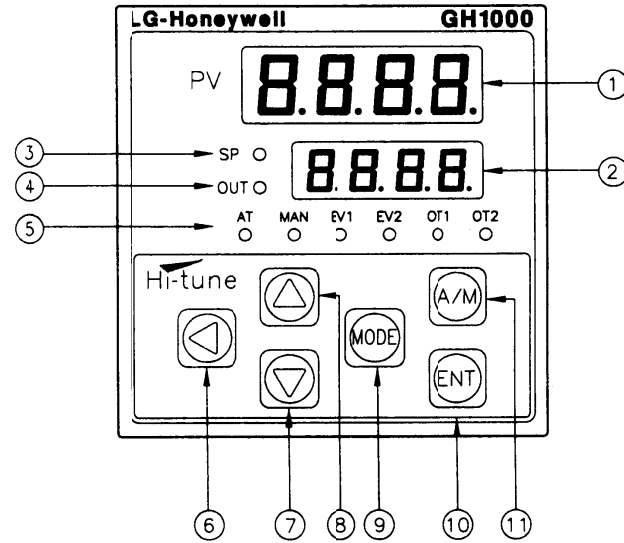 LG-Honeywell GH1000
PV 8.8.8.8. 1
3 SP
8.8.8.8. 2
4 OUT
5 AT MAN EV1 EV2 OT1 OT2
Hi-tune
A/M
MODE
ENT
6 7 8 9 10 11